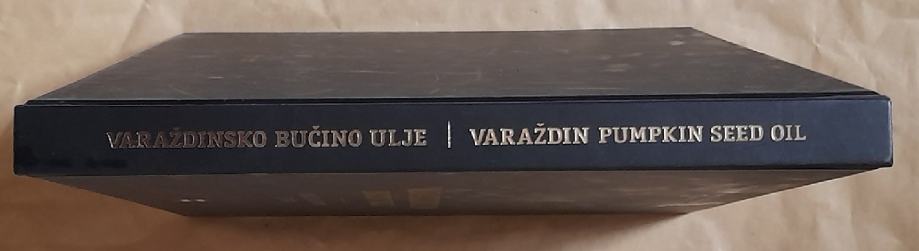 VARAŽDINSKO BUČINO ULJE | VARAŽDIN PUMPKIN SEED OIL